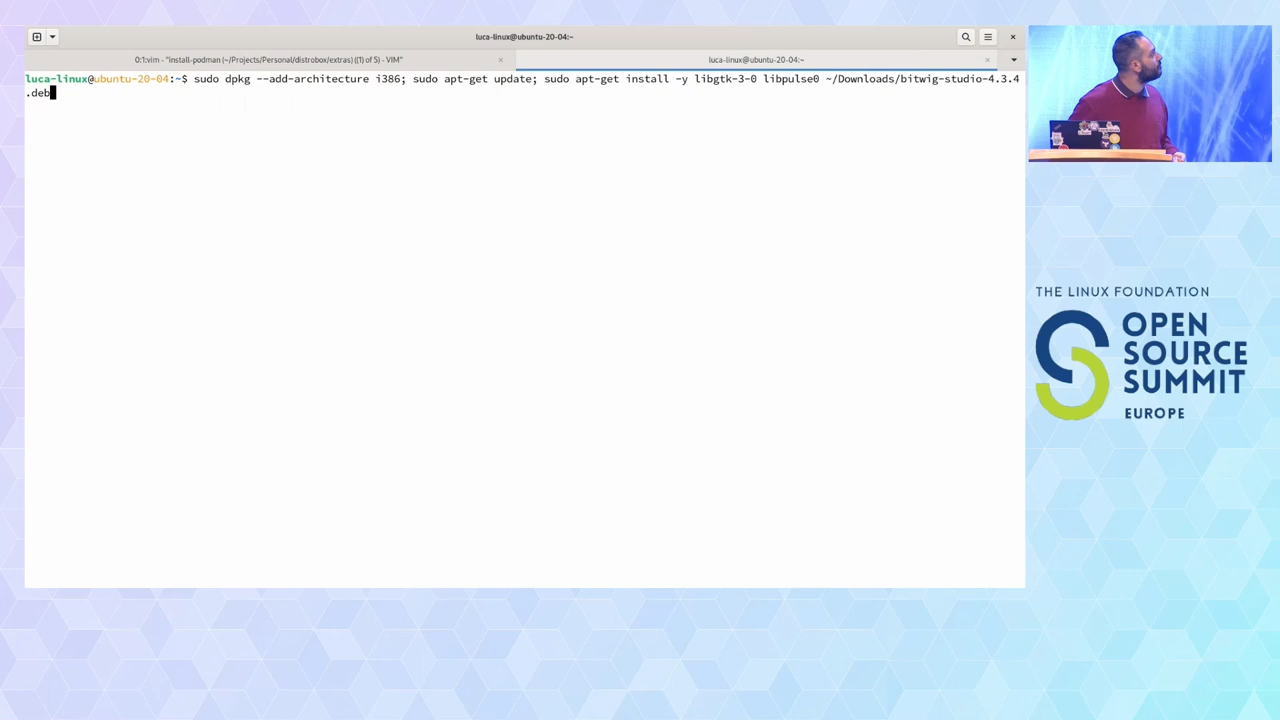 luca-linux@ubuntu-20-04:~
0:1:vim - "install-podman (~/Projects/Personal/distrobox/extras) ((1) of 5) - VIM"
luca-linux@ubuntu-20-04:~
luca-linux@ubuntu-20-04:~$ sudo dpkg --add-architecture i386; sudo apt-get update; sudo apt-get install -y libgtk-3-0 libpulse0 ~/Downloads/bitwig-studio-4.3.4
.deb
THE LINUX FOUNDATION
OPEN
SOURCE
SUMMIT
EUROPE